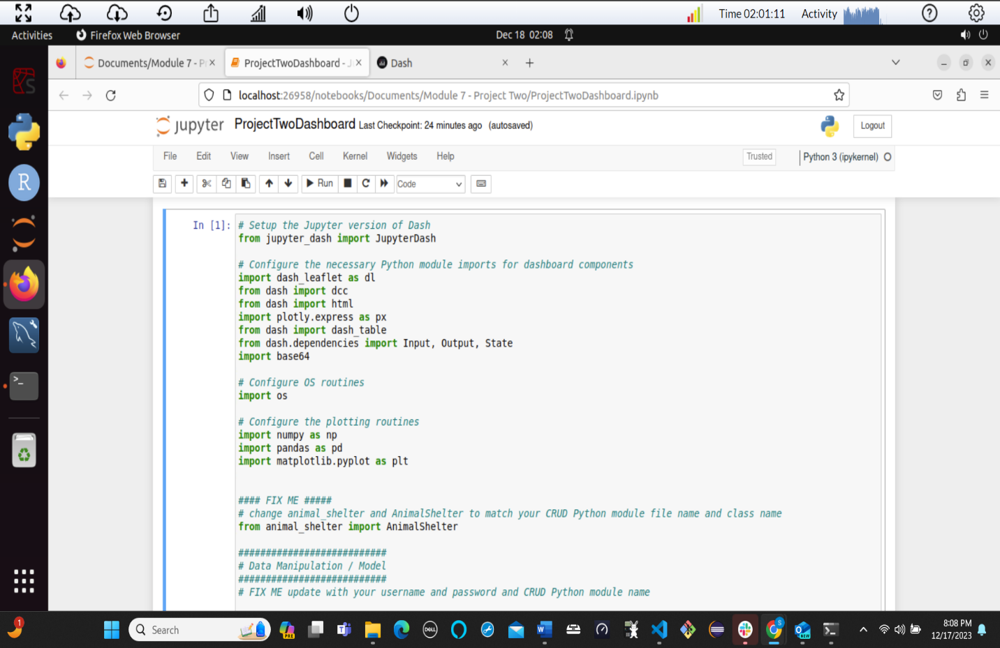 Time 02:01:11 Activity
Activities Firefox Web Browser Dec 18 02:08
Documents/Module 7 - P ProjectTwoDashboard - J Dash
localhost:26958/notebooks/Documents/Module 7 - Project Two/ProjectTwoDashboard.ipynb
jupyter ProjectTwoDashboard Last Checkpoint: 24 minutes ago (autosaved) Logout
File Edit View Insert Cell Kernel Widgets Help Trusted Python 3 (ipykernel)
Run Code
In [1]: # Setup the Jupyter version of Dash
from jupyter_dash import JupyterDash
# Configure the necessary Python module imports for dashboard components
import dash_leaflet as dl
from dash import dcc
from dash import html
import plotly.express as px
from dash import dash_table
from dash.dependencies import Input, Output, State
import base64
# Configure OS routines
import os
# Configure the plotting routines
import numpy as np
import pandas as pd
import matplotlib.pyplot as plt
#### FIX ME #####
# change animal_shelter and AnimalShelter to match your CRUD Python module file name and class name
from animal_shelter import AnimalShelter
###########################
# Data Manipulation / Model
###########################
# FIX ME update with your username and password and CRUD Python module name
1 Search PRE DELL S NEW 8:08 PM
12/17/2023